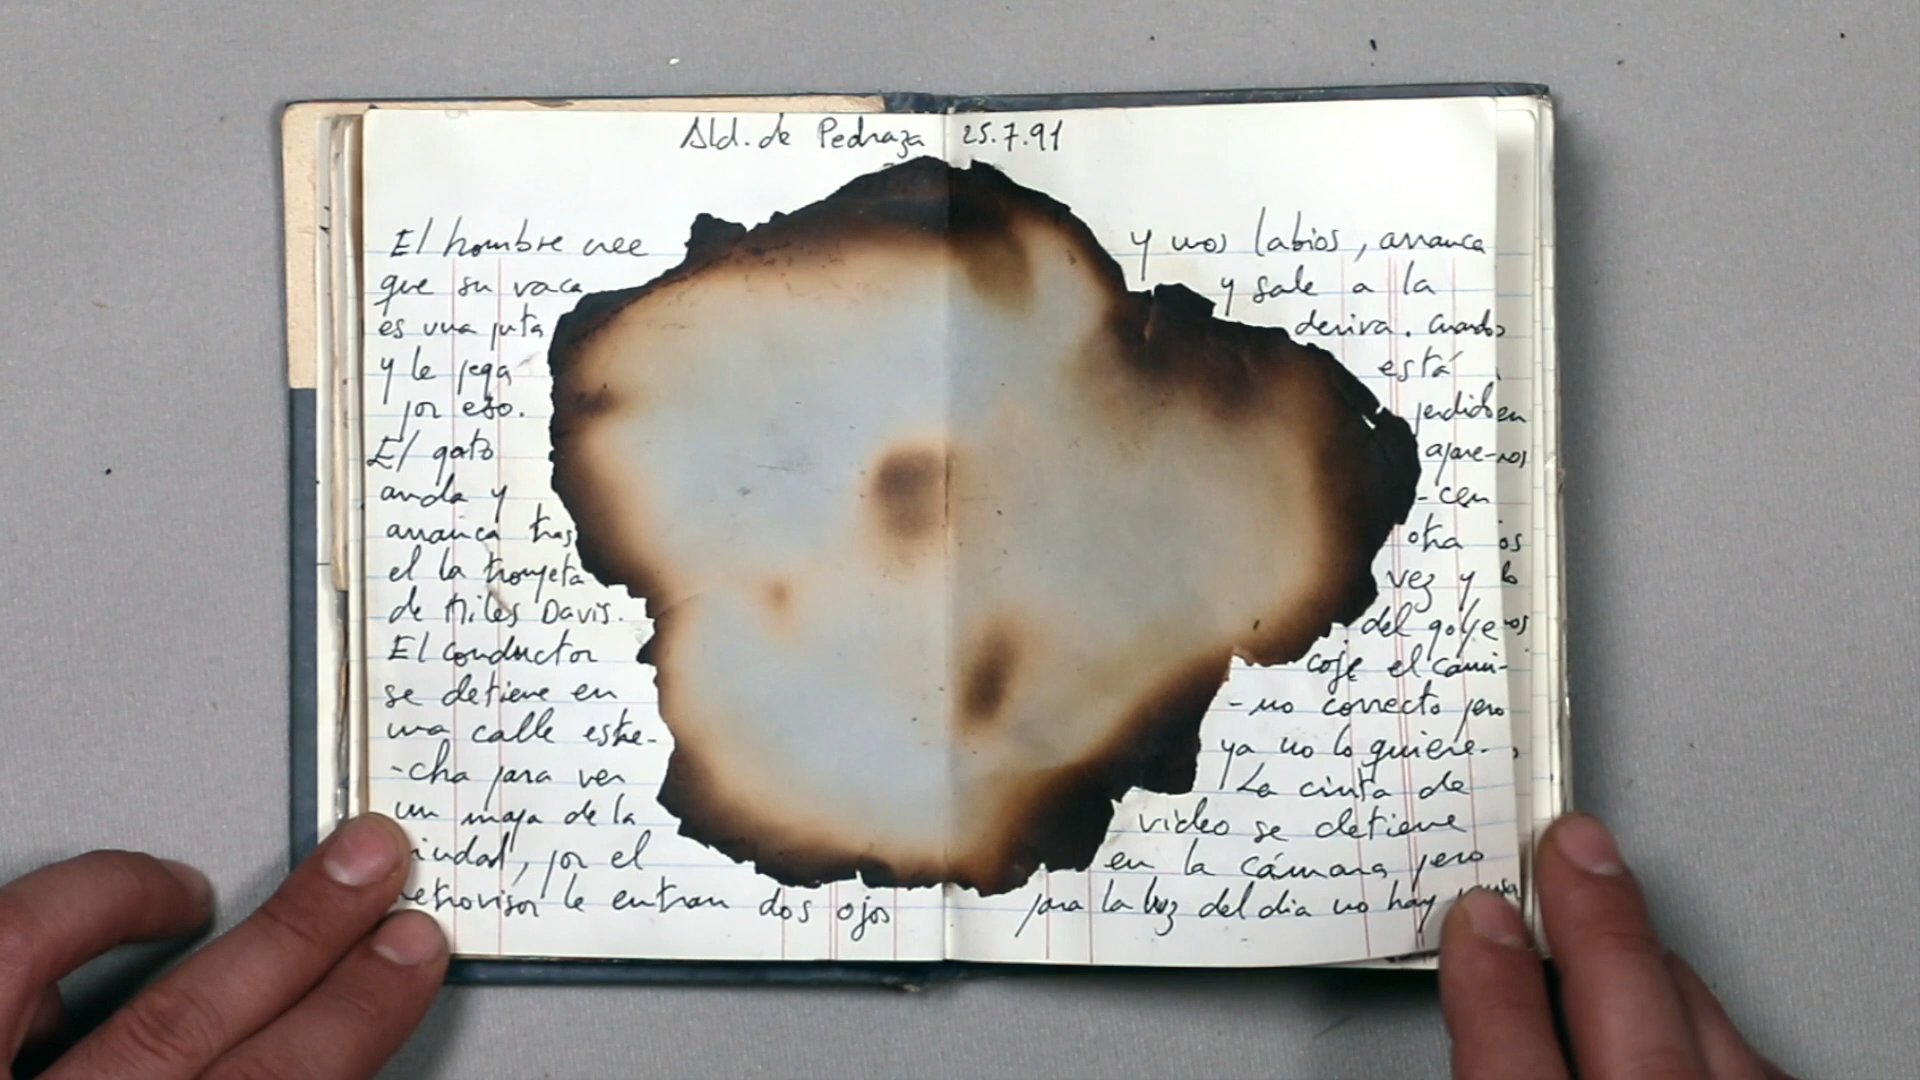 Ald. de Pedraza 25.7.91
El hombre cree
que su vaca
es una puta
y le pega
por eso.
El gato
anda y
arranca tras
el la trompeta
de Miles Davis.
El conductor
se detiene en
una calle estre-
-cha para ver
un mapa de la
iudad, por el
retrovisor le entran dos ojos
y unos labios, arranca
y sale a la
deriva. Cuando
está
perdido en
apare-
-cen
otra
vez y
del golpe
coje el cami-
-no correcto pero
ya no lo quiere.
La cinta de
video se detiene
en la cámara pero
para la luz del dia no hay pausa